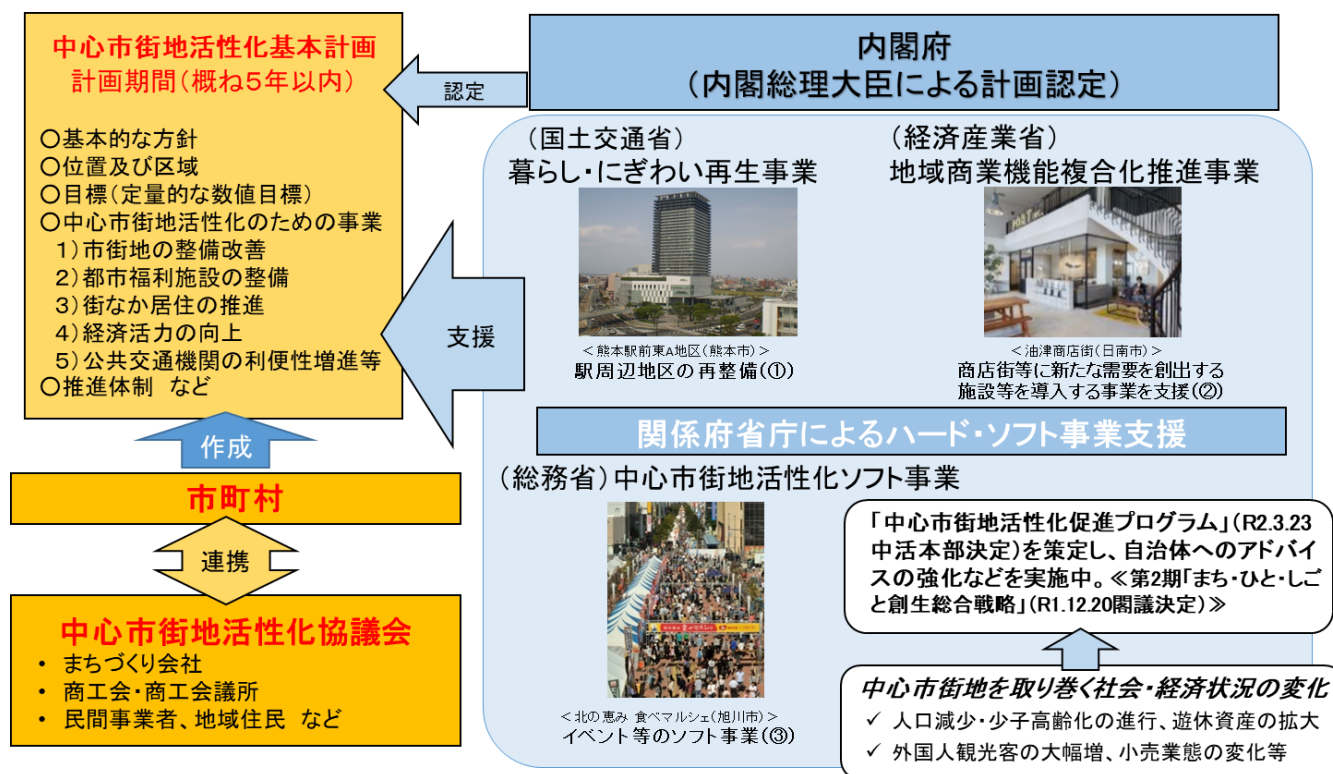 中心市街地活性化基本計画
計画期間（概ね５年以内）
〇基本的な方針
〇位置及び区域
〇目標（定量的な数値目標）
〇中心市街地活性化のための事業
１）市街地の整備改善
２）都市福利施設の整備
３）街なか居住の推進
４）経済活力の向上
５）公共交通機関の利便性増進等
〇推進体制 など
作成
市町村
連携
中心市街地活性化協議会
・ まちづくり会社
・ 商工会・商工会議所
・ 民間事業者、地域住民 など
認定
支援
内閣府
（内閣総理大臣による計画認定）
（国土交通省）
暮らし・にぎわい再生事業
＜熊本駅前東A地区（熊本市）＞
駅周辺地区の再整備（①）
（経済産業省）
地域商業機能複合化推進事業
＜油津商店街（日南市）＞
商店街等に新たな需要を創出する
施設等を導入する事業を支援（②）
関係府省庁によるハード・ソフト事業支援
（総務省）中心市街地活性化ソフト事業
＜北の恵み 食べマルシェ（旭川市）＞
イベント等のソフト事業（③）
「中心市街地活性化促進プログラム」（R2.3.23
中活本部決定）を策定し、自治体へのアドバイ
スの強化などを実施中。≪第2期「まち・ひと・しご
と創生総合戦略」（R1.12.20閣議決定）≫
中心市街地を取り巻く社会・経済状況の変化
✓ 人口減少・少子高齢化の進行、遊休資産の拡大
✓ 外国人観光客の大幅増、小売業態の変化等